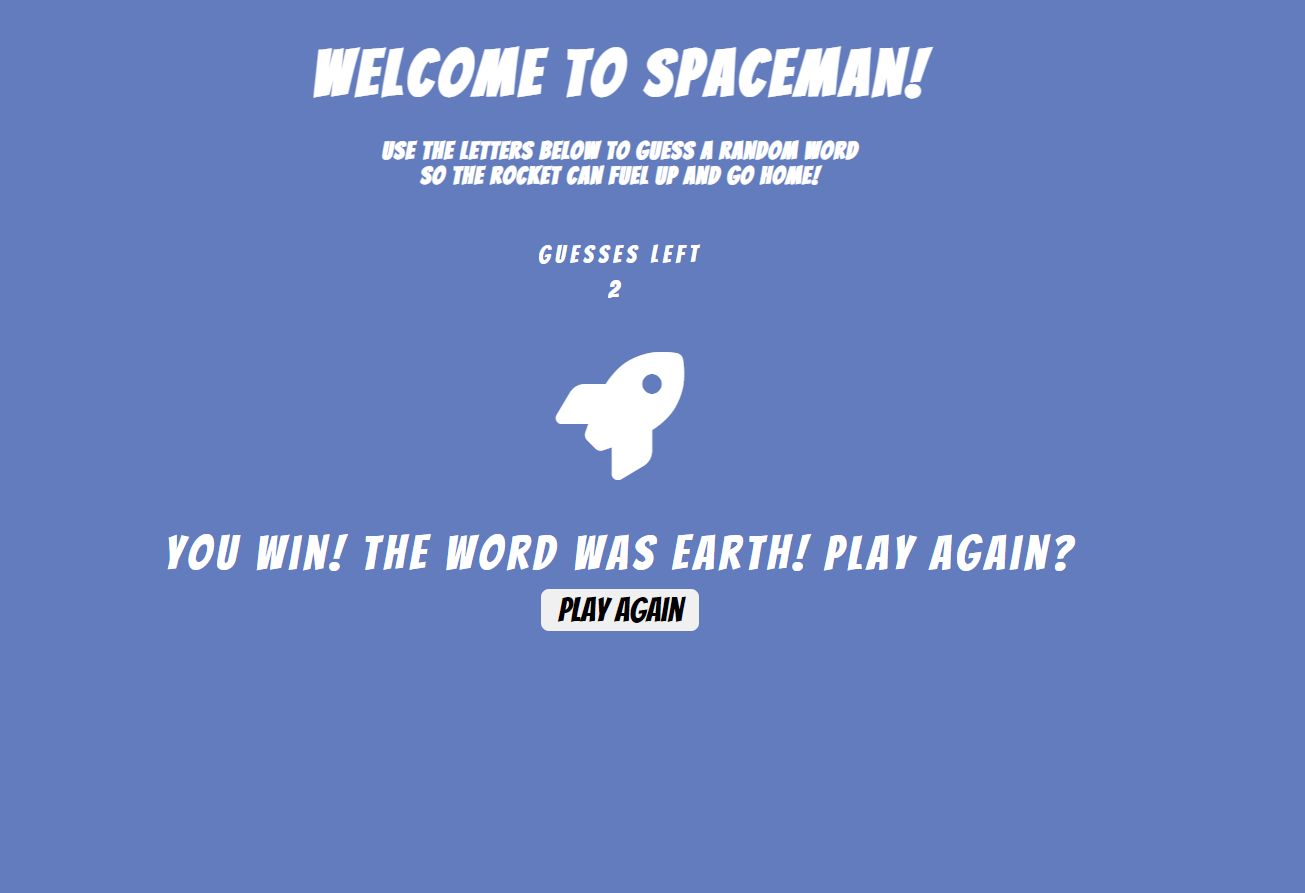 WELCOME TO SPACEMAN!
USE THE LETTERS BELOW TO GUESS A RANDOM WORD
SO THE ROCKET CAN FUEL UP AND GO HOME!
GUESSES LEFT
2
YOU WIN! THE WORD WAS EARTH! PLAY AGAIN?
PLAY AGAIN